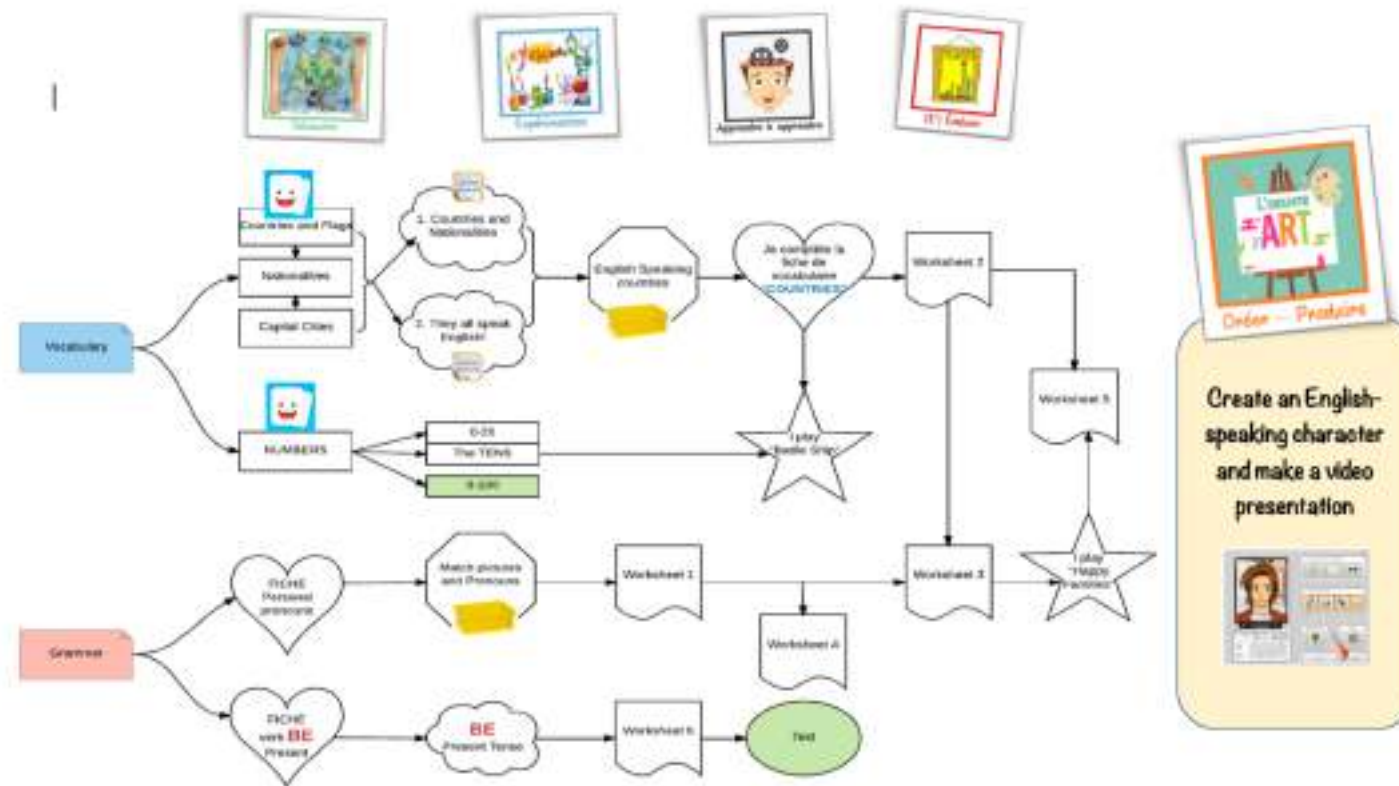 Apprendre à apprendre
(S') Évaluer
L'oeuvre
ART
Créer - Produire
Countries and Flags
Nationalities
Capital Cities
1. Countries and
Nationalities
2. They all speak
English!
English Speaking
countries
Je complète la
fiche de
vocabulaire
(COUNTRIES)
Worksheet 2
Vocabulary
Worksheet 5
NUMBERS
0-20
The TENS
I play
"Battle Ship"
Create an English-
speaking character
and make a video
presentation
FICHE
Personal
pronouns
Match pictures
and Pronouns
Worksheet 1
Worksheet 3
I play
"Happy
Families"
Worksheet 4
Grammar
FICHE
verb BE
Present
BE
Present Tense
Worksheet 6
Test